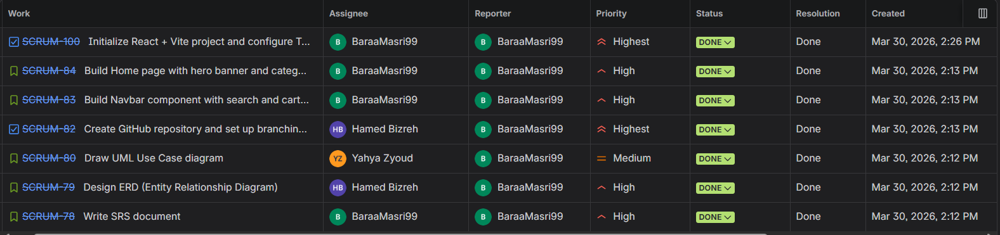 Work Assignee Reporter Priority Status Resolution Created
SCRUM-100 Initialize React + Vite project and configure T... B BaraaMasri99 B BaraaMasri99 Highest DONE Done Mar 30, 2026, 2:26 PM
SCRUM-84 Build Home page with hero banner and categ... B BaraaMasri99 B BaraaMasri99 High DONE Done Mar 30, 2026, 2:13 PM
SCRUM-83 Build Navbar component with search and cart... B BaraaMasri99 B BaraaMasri99 High DONE Done Mar 30, 2026, 2:13 PM
SCRUM-82 Create GitHub repository and set up branchin... HB Hamed Bizreh B BaraaMasri99 Highest DONE Done Mar 30, 2026, 2:13 PM
SCRUM-80 Draw UML Use Case diagram YZ Yahya Zyoud B BaraaMasri99 Medium DONE Done Mar 30, 2026, 2:12 PM
SCRUM-79 Design ERD (Entity Relationship Diagram) HB Hamed Bizreh B BaraaMasri99 High DONE Done Mar 30, 2026, 2:12 PM
SCRUM-78 Write SRS document B BaraaMasri99 B BaraaMasri99 High DONE Done Mar 30, 2026, 2:12 PM